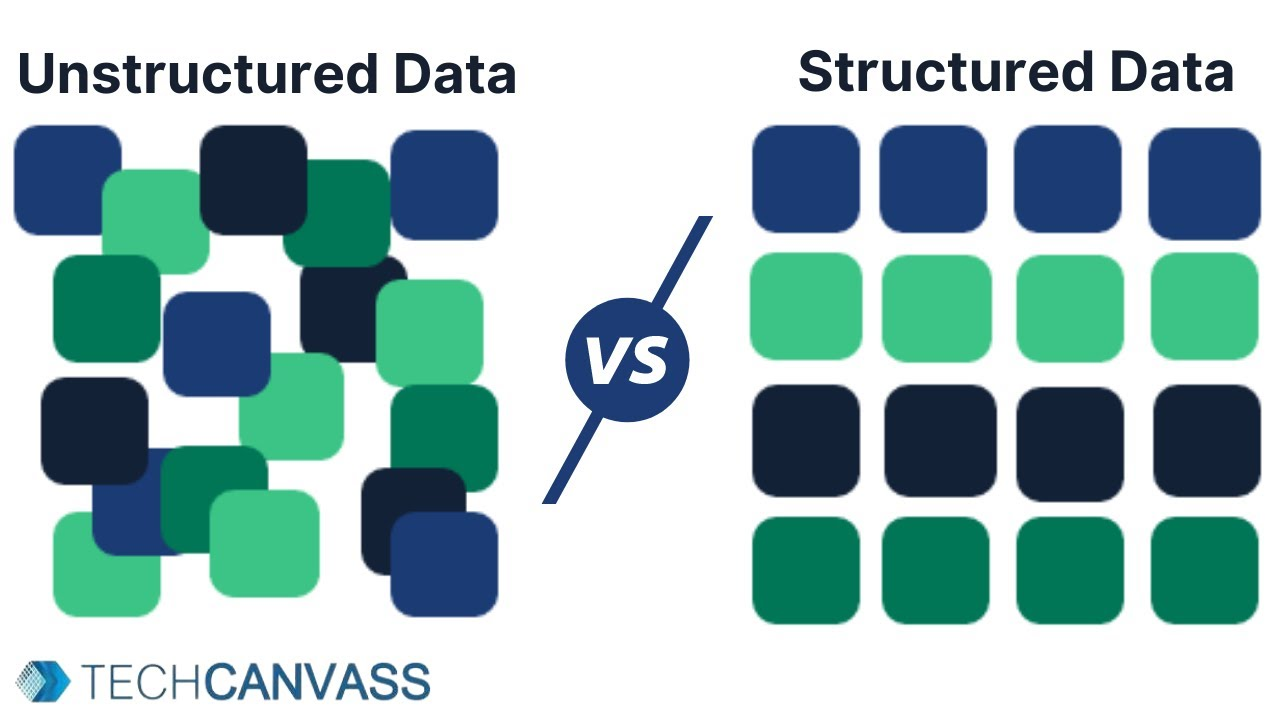 Unstructured Data
Structured Data
VS
TECHCANVASS